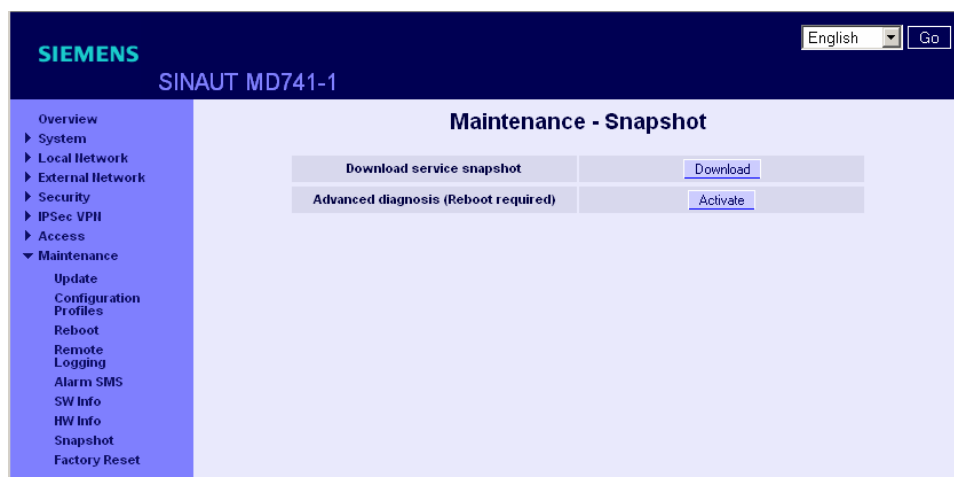 SIEMENS
SINAUT MD741-1
English
Go
Overview
System
Local Network
External Network
Security
IPSec VPN
Access
Maintenance
Update
Configuration
Profiles
Reboot
Remote
Logging
Alarm SMS
SW Info
HW Info
Snapshot
Factory Reset
Maintenance - Snapshot
Download service snapshot
Download
Advanced diagnosis (Reboot required)
Activate